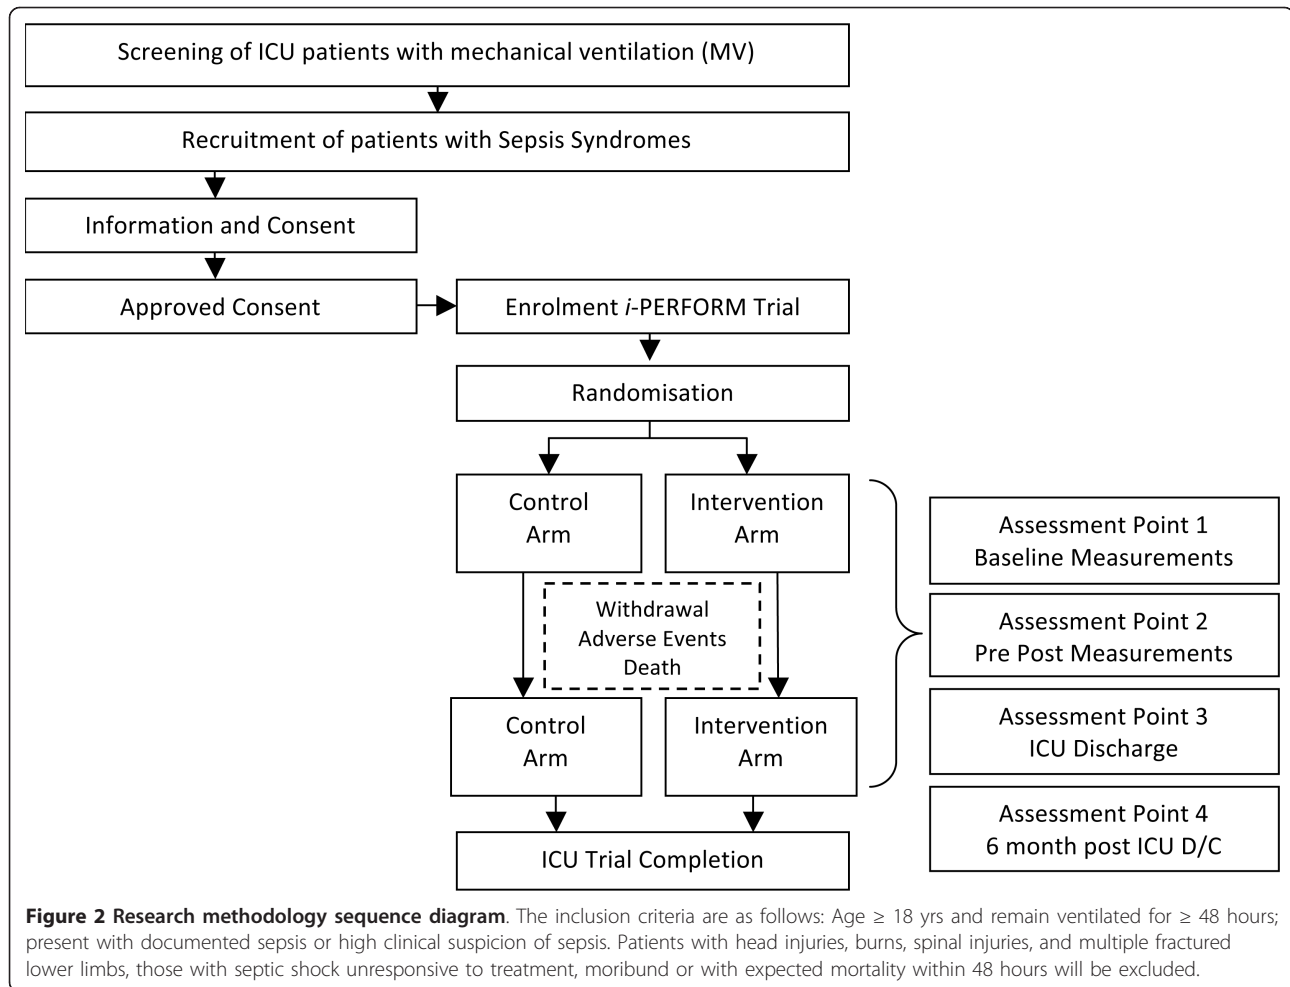 Screening of ICU patients with mechanical ventilation (MV)
Recruitment of patients with Sepsis Syndromes
Information and Consent
Approved Consent
Enrolment i-PERFORM Trial
Randomisation
Control
Arm
Intervention
Arm
Withdrawal
Adverse Events
Death
Control
Arm
Intervention
Arm
ICU Trial Completion
Assessment Point 1
Baseline Measurements
Assessment Point 2
Pre Post Measurements
Assessment Point 3
ICU Discharge
Assessment Point 4
6 month post ICU D/C
Figure 2 Research methodology sequence diagram. The inclusion criteria are as follows: Age ≥ 18 yrs and remain ventilated for ≥ 48 hours;
present with documented sepsis or high clinical suspicion of sepsis. Patients with head injuries, burns, spinal injuries, and multiple fractured
lower limbs, those with septic shock unresponsive to treatment, moribund or with expected mortality within 48 hours will be excluded.